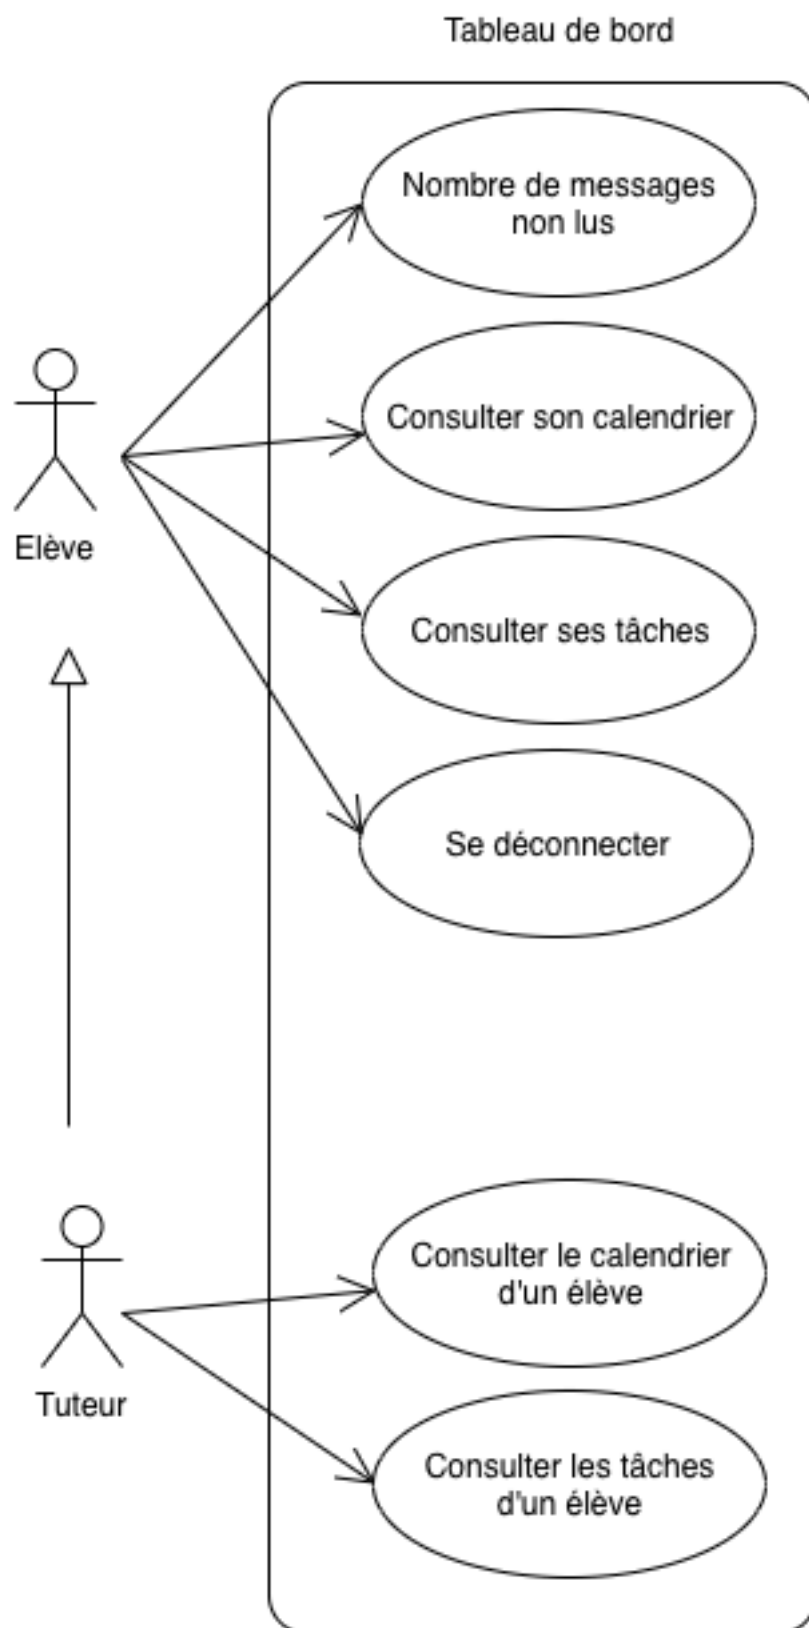 Tableau de bord
Nombre de messages
non lus
Consulter son calendrier
Elève
Consulter ses tâches
Se déconnecter
Consulter le calendrier
d'un élève
Tuteur
Consulter les tâches
d'un élève